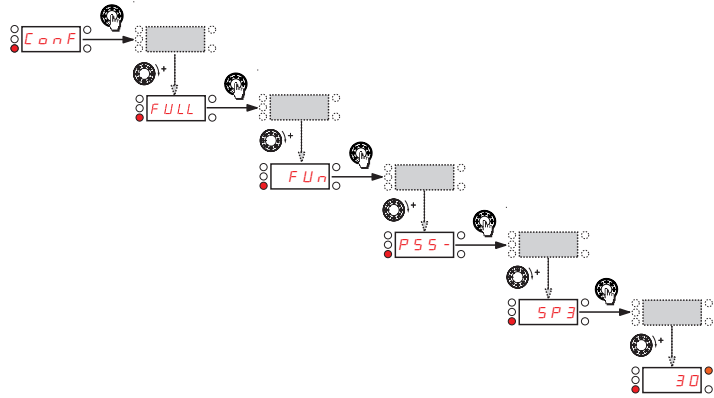 ConF
+
FULL
+
FUn
+
PSS-
+
SP3
+
30